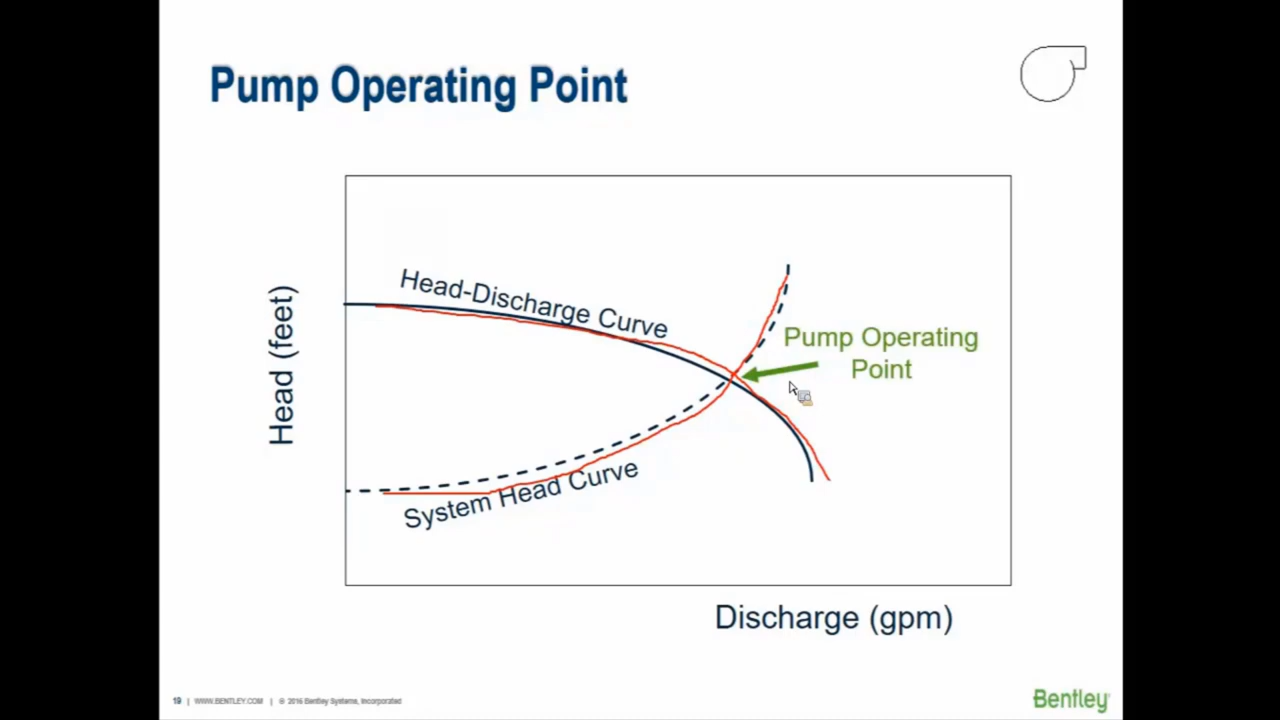 Pump Operating Point
Head-Discharge Curve
Pump Operating
Point
Head (feet)
System Head Curve
Discharge (gpm)
19 | WWW.BENTLEY.COM | © 2016 Bentley Systems, Incorporated
Bentley